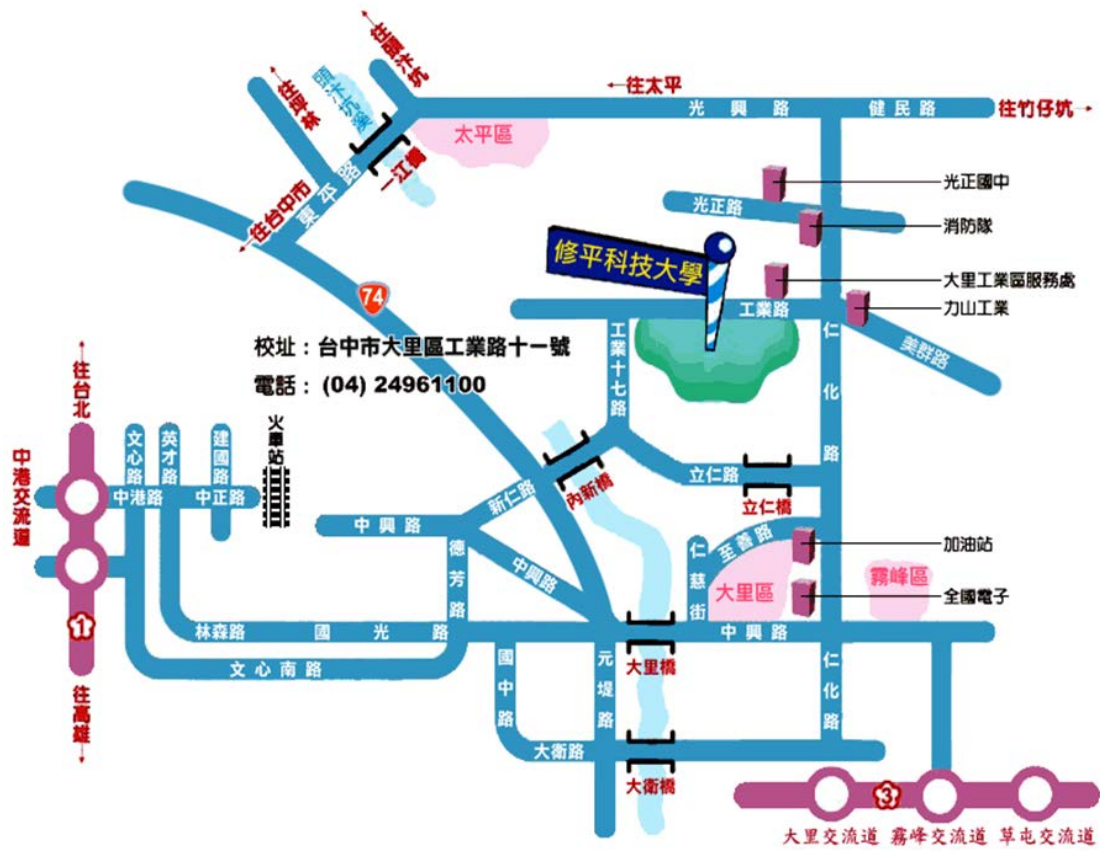 往頭汴坑
往坪林
頭汴坑溪
←往太平
光興路
健民路
往竹仔坑→
太平區
一江橋
東平路
往台中市
光正國中
光正路
消防隊
修平科技大學
大里工業區服務處
74
工業路
力山工業
校址：台中市大里區工業路十一號
電話： (04) 24961100
工業十七路
仁化路
美群路
往台北
中港交流道
文心路
英才路
建國路
火車站
中港路
中正路
內新橋
立仁路
立仁橋
新仁路
中興路
德芳路
中興路
仁慈街
至善路
加油站
大里區
霧峰區
全國電子
1
林森路
國光路
中興路
大里橋
文心南路
國中路
元堤路
仁化路
往高雄
大衛路
大衛橋
3
大里交流道
霧峰交流道
草屯交流道